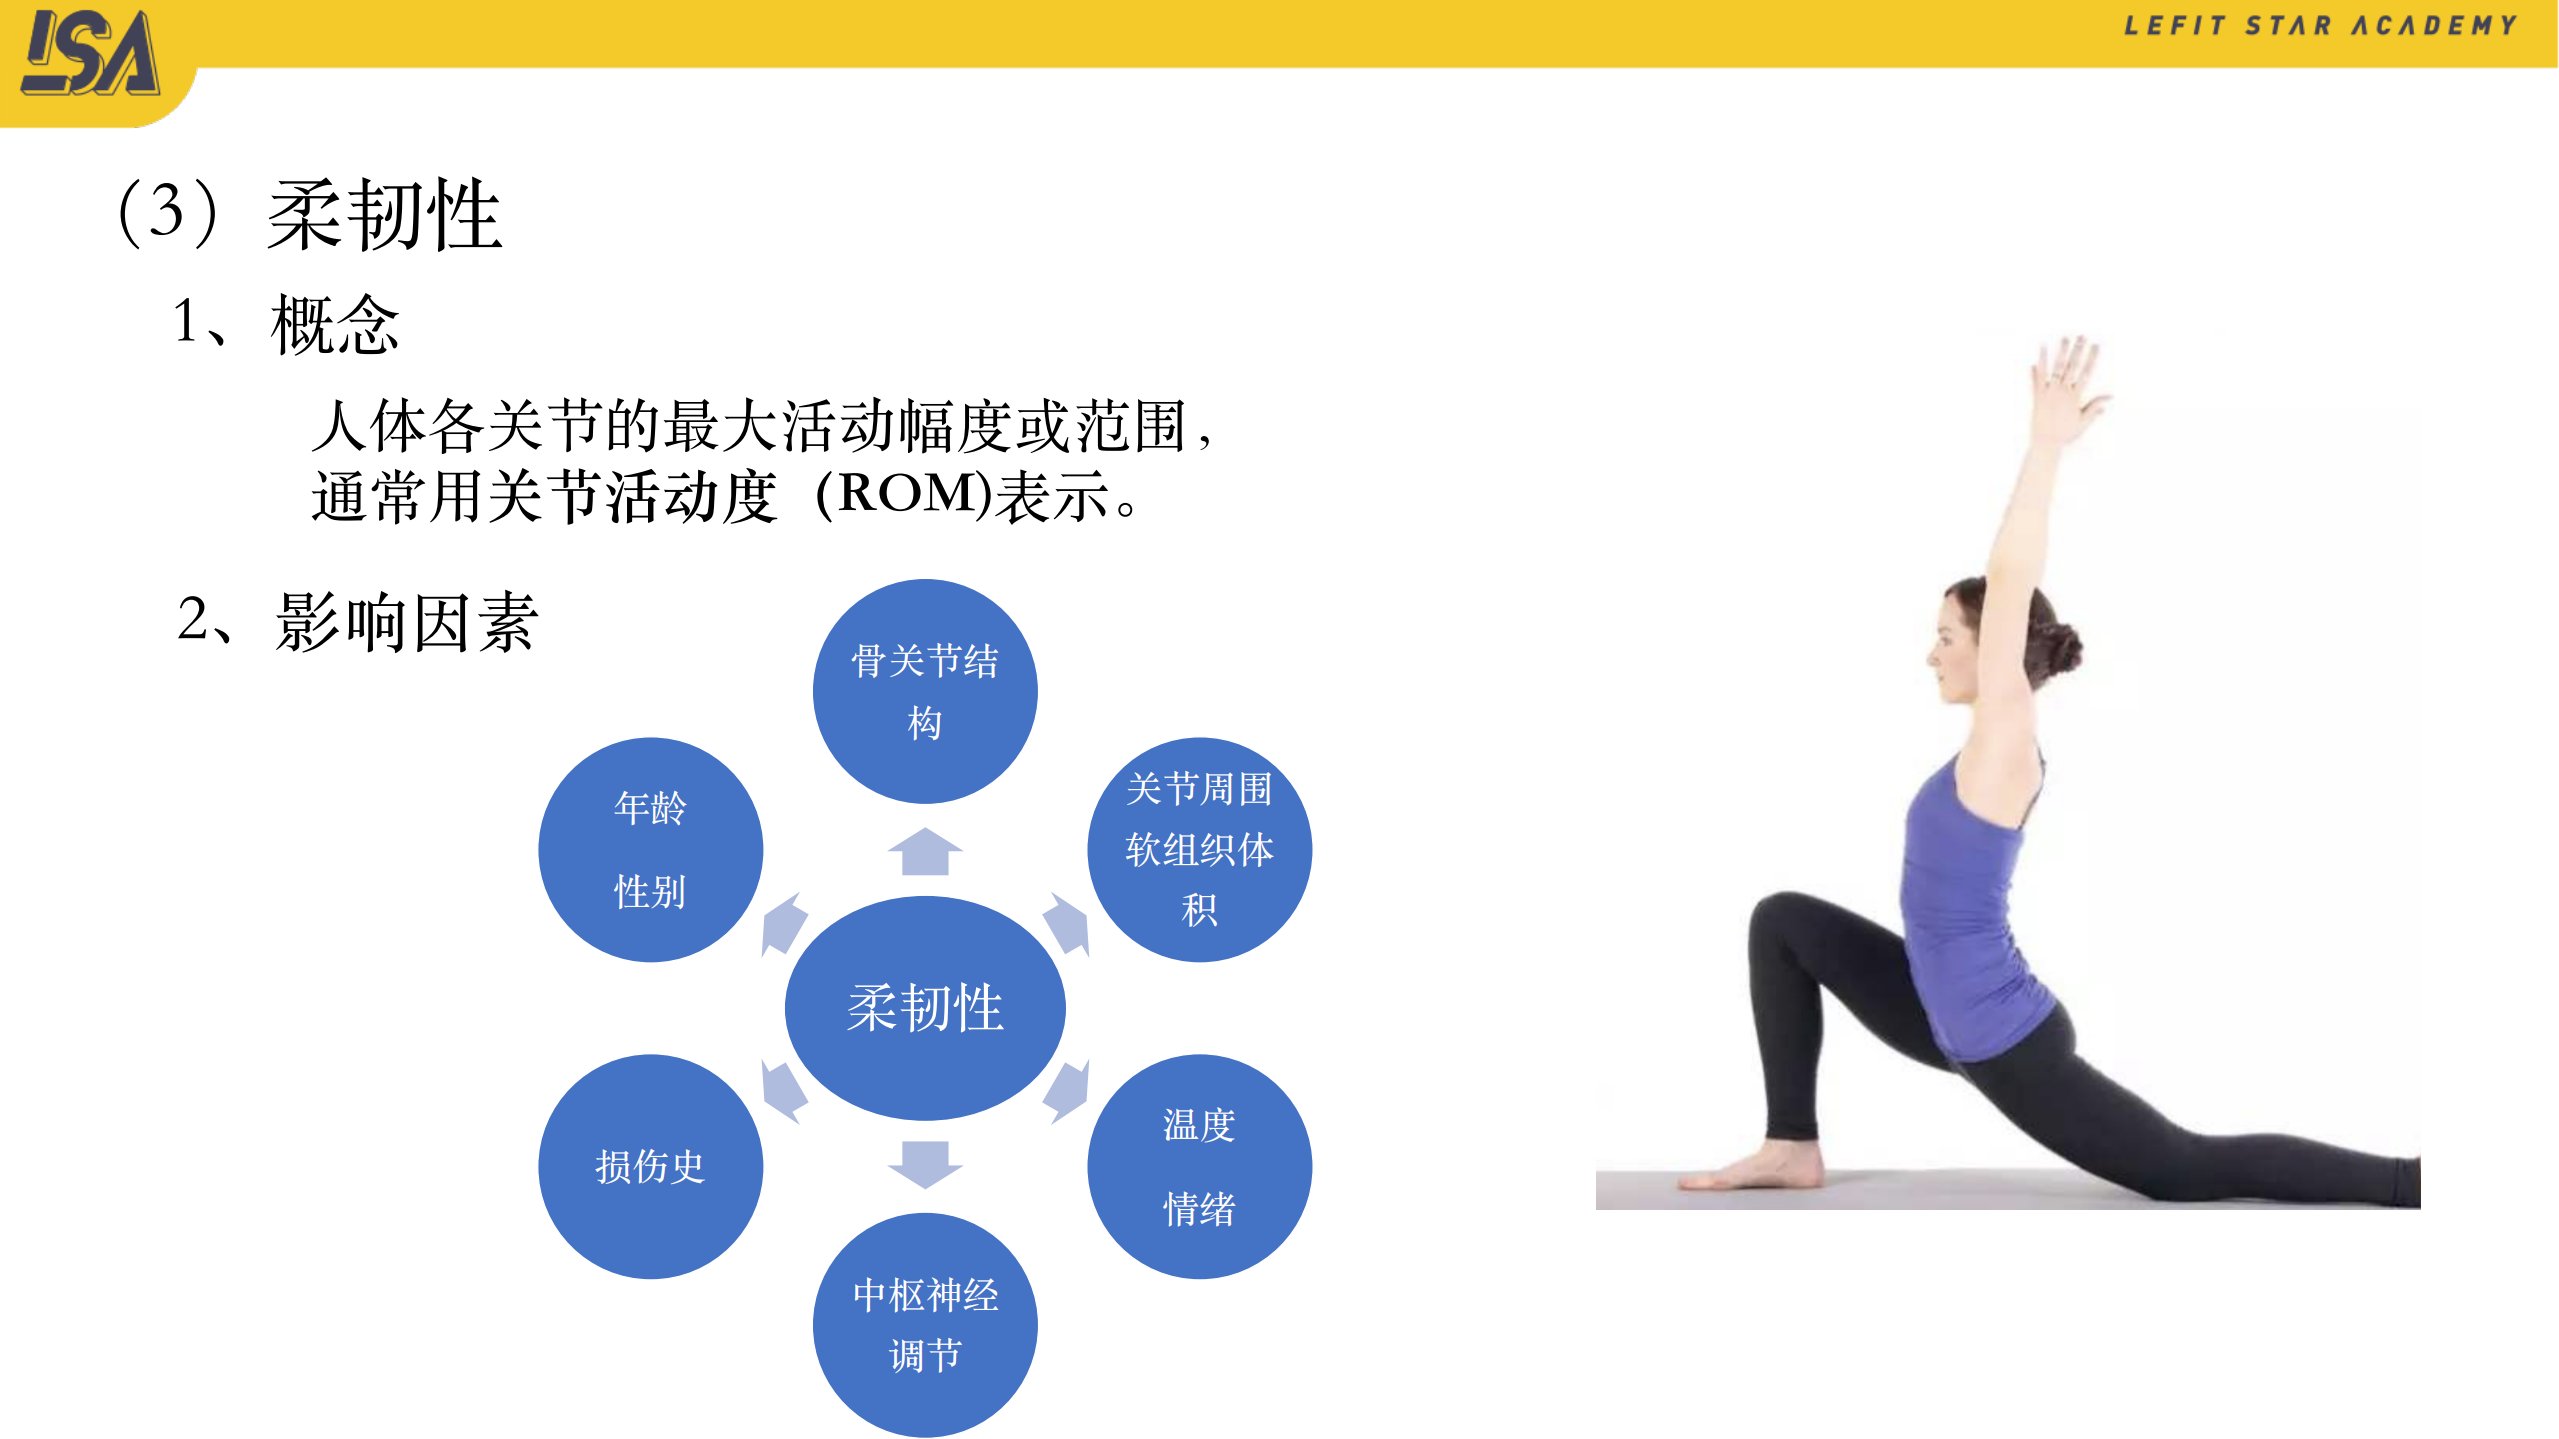 LSA
LEFIT STAR ACADEMY
（3）柔韧性
1、概念
人体各关节的最大活动幅度或范围，
通常用关节活动度（ROM)表示。
2、影响因素
骨关节结
构
关节周围
软组织体
积
温度
情绪
中枢神经
调节
损伤史
年龄
性别
柔韧性